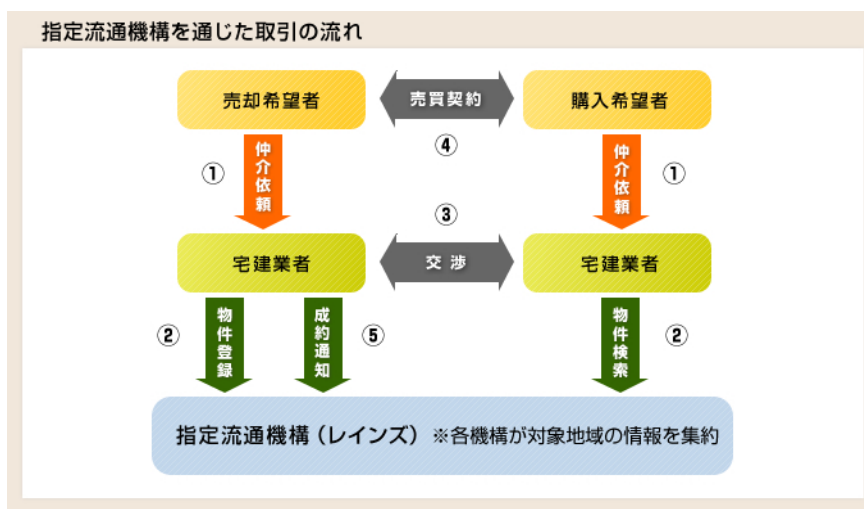 指定流通機構を通じた取引の流れ
売却希望者
売買契約
購入希望者
④
①
仲介依頼
仲介依頼
①
③
宅建業者
交渉
宅建業者
②
物件登録
成約通知
⑤
物件検索
②
指定流通機構（レインズ）※各機構が対象地域の情報を集約